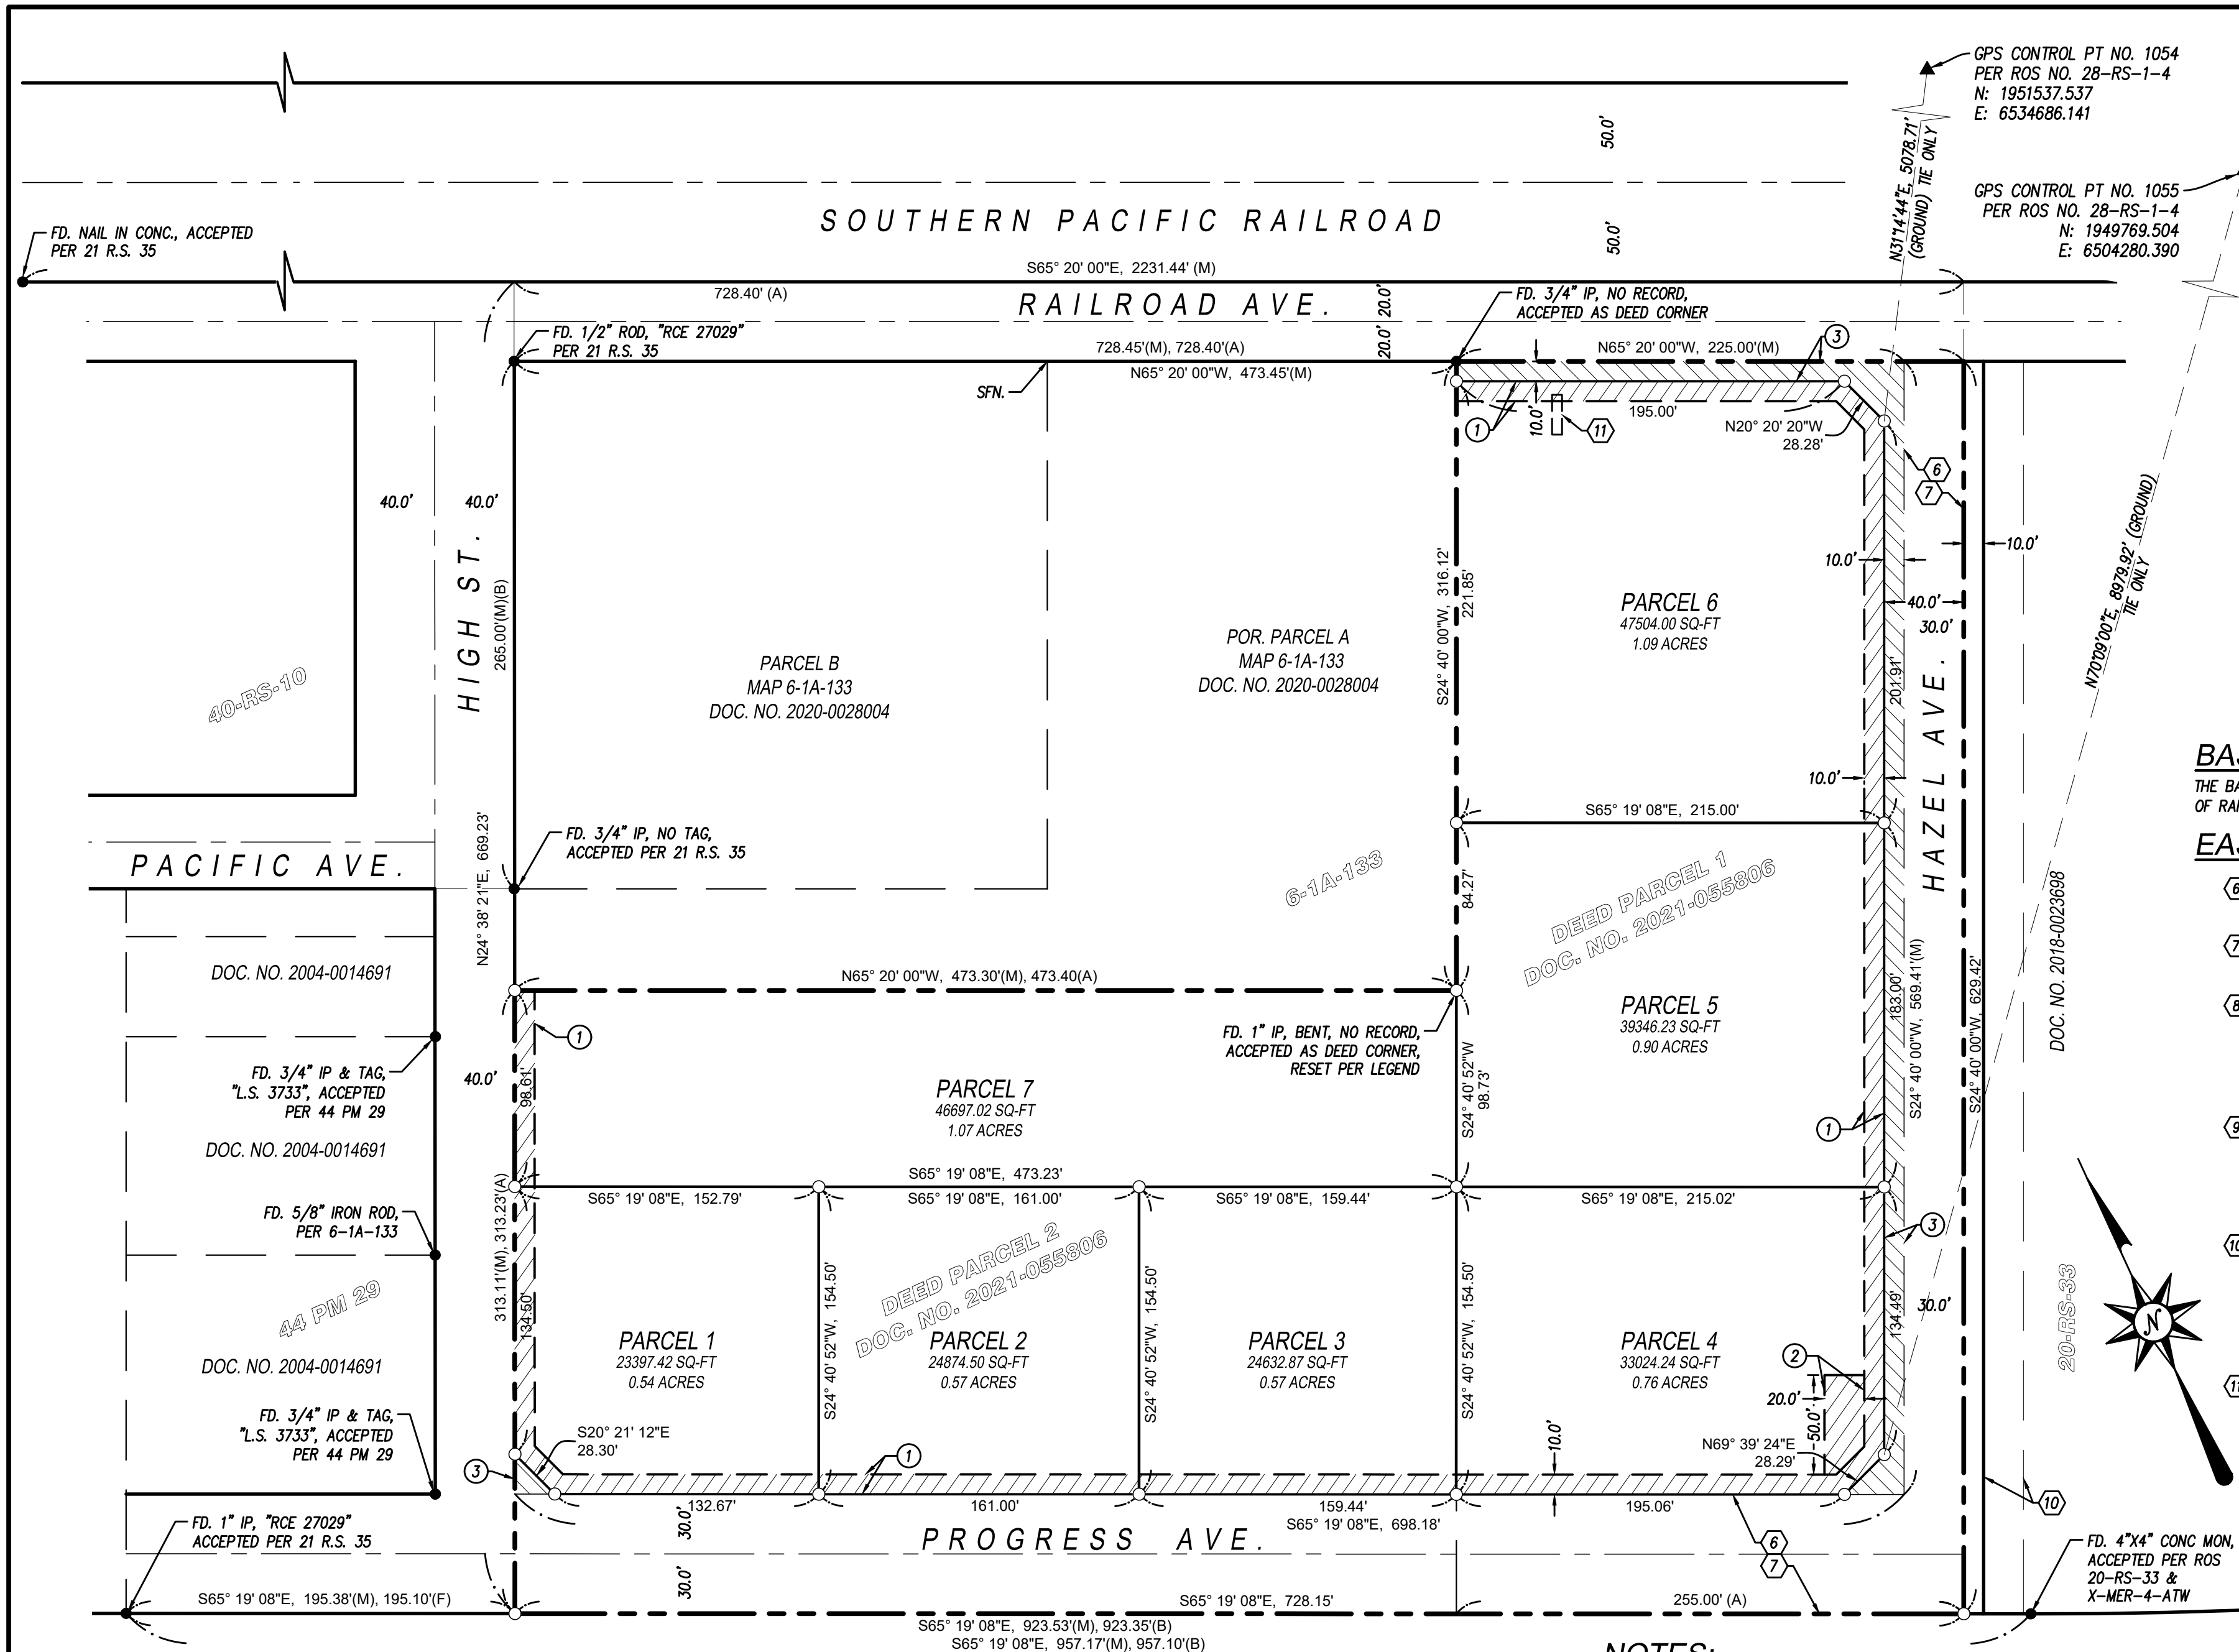 GPS CONTROL PT NO. 1054
PER ROS NO. 28-RS-1-4
N: 1951537.537
E: 6534686.141
N31°14'44"E, 5078.71'
(GROUND) TIE ONLY
50.0'
GPS CONTROL PT NO. 1055
PER ROS NO. 28-RS-1-4
N: 1949769.504
E: 6504280.390
SOUTHERN PACIFIC RAILROAD
50.0'
FD. NAIL IN CONC., ACCEPTED
PER 21 R.S. 35
S65° 20' 00"E, 2231.44' (M)
728.40' (A)
RAILROAD AVE.
20.0'
20.0'
FD. 3/4" IP, NO RECORD,
ACCEPTED AS DEED CORNER
FD. 1/2" ROD, "RCE 27029"
PER 21 R.S. 35
728.45'(M), 728.40'(A)
N65° 20' 00"W, 225.00'(M)
3
N65° 20' 00"W, 473.45'(M)
SFN.
1
10.0'
11
195.00'
N20° 20' 20"W
28.28'
6
7
40.0'
40.0'
HIGH ST.
265.00'(M)(B)
10.0'
10.0'
N70°09'00"E, 8979.92' (GROUND)
TIE ONLY
S24° 40' 00"W, 316.12'
221.85'
PARCEL 6
47504.00 SQ-FT
1.09 ACRES
40.0'
30.0'
POR. PARCEL A
MAP 6-1A-133
DOC. NO. 2020-0028004
PARCEL B
MAP 6-1A-133
DOC. NO. 2020-0028004
40-RS-10
201.91'
HAZEL AVE.
10.0'
BAS
THE BA
OF RA
S65° 19' 08"E, 215.00'
FD. 3/4" IP, NO TAG,
ACCEPTED PER 21 R.S. 35
PACIFIC AVE.
EAS
N24° 38' 21"E, 669.23'
6-1A-133
84.27'
DEED PARCEL 1
DOC. NO. 2021-055806
6
7
8
9
10
11
DOC. NO. 2018-0023698
DOC. NO. 2004-0014691
N65° 20' 00"W, 473.30'(M), 473.40(A)
183.00'
S24° 40' 00"W, 569.41'(M)
S24° 40' 00"W, 629.42'
PARCEL 5
39346.23 SQ-FT
0.90 ACRES
1
FD. 1" IP, BENT, NO RECORD,
ACCEPTED AS DEED CORNER,
RESET PER LEGEND
S24° 40' 52"W
98.73'
FD. 3/4" IP & TAG,
"L.S. 3733", ACCEPTED
PER 44 PM 29
40.0'
98.61'
PARCEL 7
46697.02 SQ-FT
1.07 ACRES
1
DOC. NO. 2004-0014691
S65° 19' 08"E, 473.23'
S65° 19' 08"E, 152.79'
S65° 19' 08"E, 161.00'
S65° 19' 08"E, 159.44'
S65° 19' 08"E, 215.02'
FD. 5/8" IRON ROD,
PER 6-1A-133
313.11'(M), 313.23'(A)
134.50'
3
DEED PARCEL 2
DOC. NO. 2021-055806
44 PM 29
S24° 40' 52"W, 154.50'
S24° 40' 52"W, 154.50'
S24° 40' 52"W, 154.50'
134.49'
30.0'
20-RS-33
N
PARCEL 1
23397.42 SQ-FT
0.54 ACRES
PARCEL 2
24874.50 SQ-FT
0.57 ACRES
PARCEL 3
24632.87 SQ-FT
0.57 ACRES
PARCEL 4
33024.24 SQ-FT
0.76 ACRES
2
20.0'
50.0'
DOC. NO. 2004-0014691
FD. 3/4" IP & TAG,
"L.S. 3733", ACCEPTED
PER 44 PM 29
S20° 21' 12"E
28.30'
1
10.0'
N69° 39' 24"E
28.29'
3
132.67'
161.00'
159.44'
195.06'
10
30.0'
S65° 19' 08"E, 698.18'
FD. 1" IP, "RCE 27029"
ACCEPTED PER 21 R.S. 35
PROGRESS AVE.
6
7
FD. 4"X4" CONC MON,
ACCEPTED PER ROS
20-RS-33 &
X-MER-4-ATW
30.0'
S65° 19' 08"E, 195.38'(M), 195.10'(F)
S65° 19' 08"E, 728.15'
255.00' (A)
S65° 19' 08"E, 923.53'(M), 923.35'(B)
S65° 19' 08"E, 957.17'(M), 957.10'(B)
NOTES: